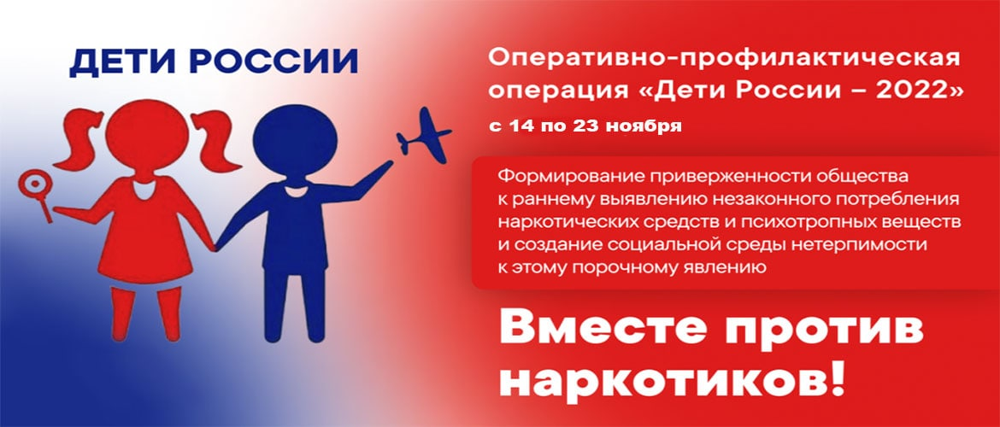 ДЕТИ РОССИИ
Оперативно-профилактическая
операция «Дети России – 2022»
с 14 по 23 ноября
Формирование приверженности общества
к раннему выявлению незаконного потребления
наркотических средств и психотропных веществ
и создание социальной среды нетерпимости
к этому порочному явлению
Вместе против
наркотиков!